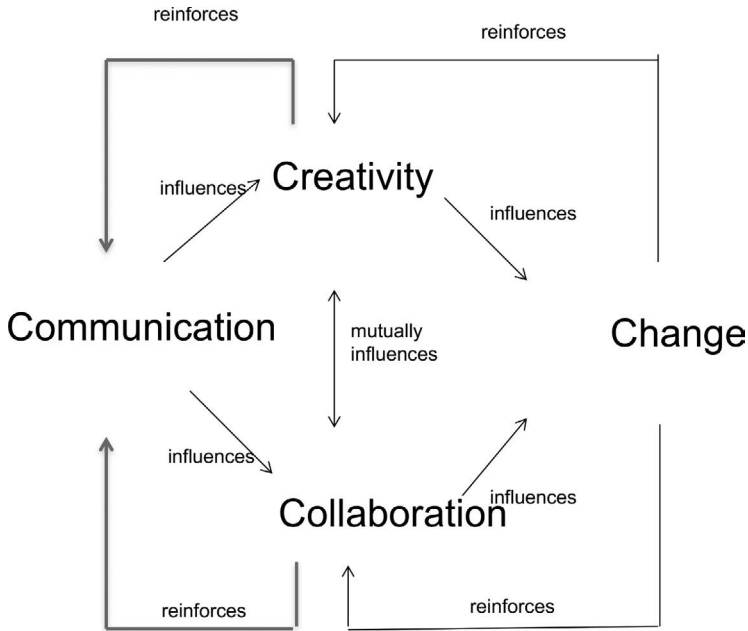 reinforces
reinforces
Creativity
influences
influences
Communication
mutually
influences
Change
influences
influences
Collaboration
reinforces
reinforces